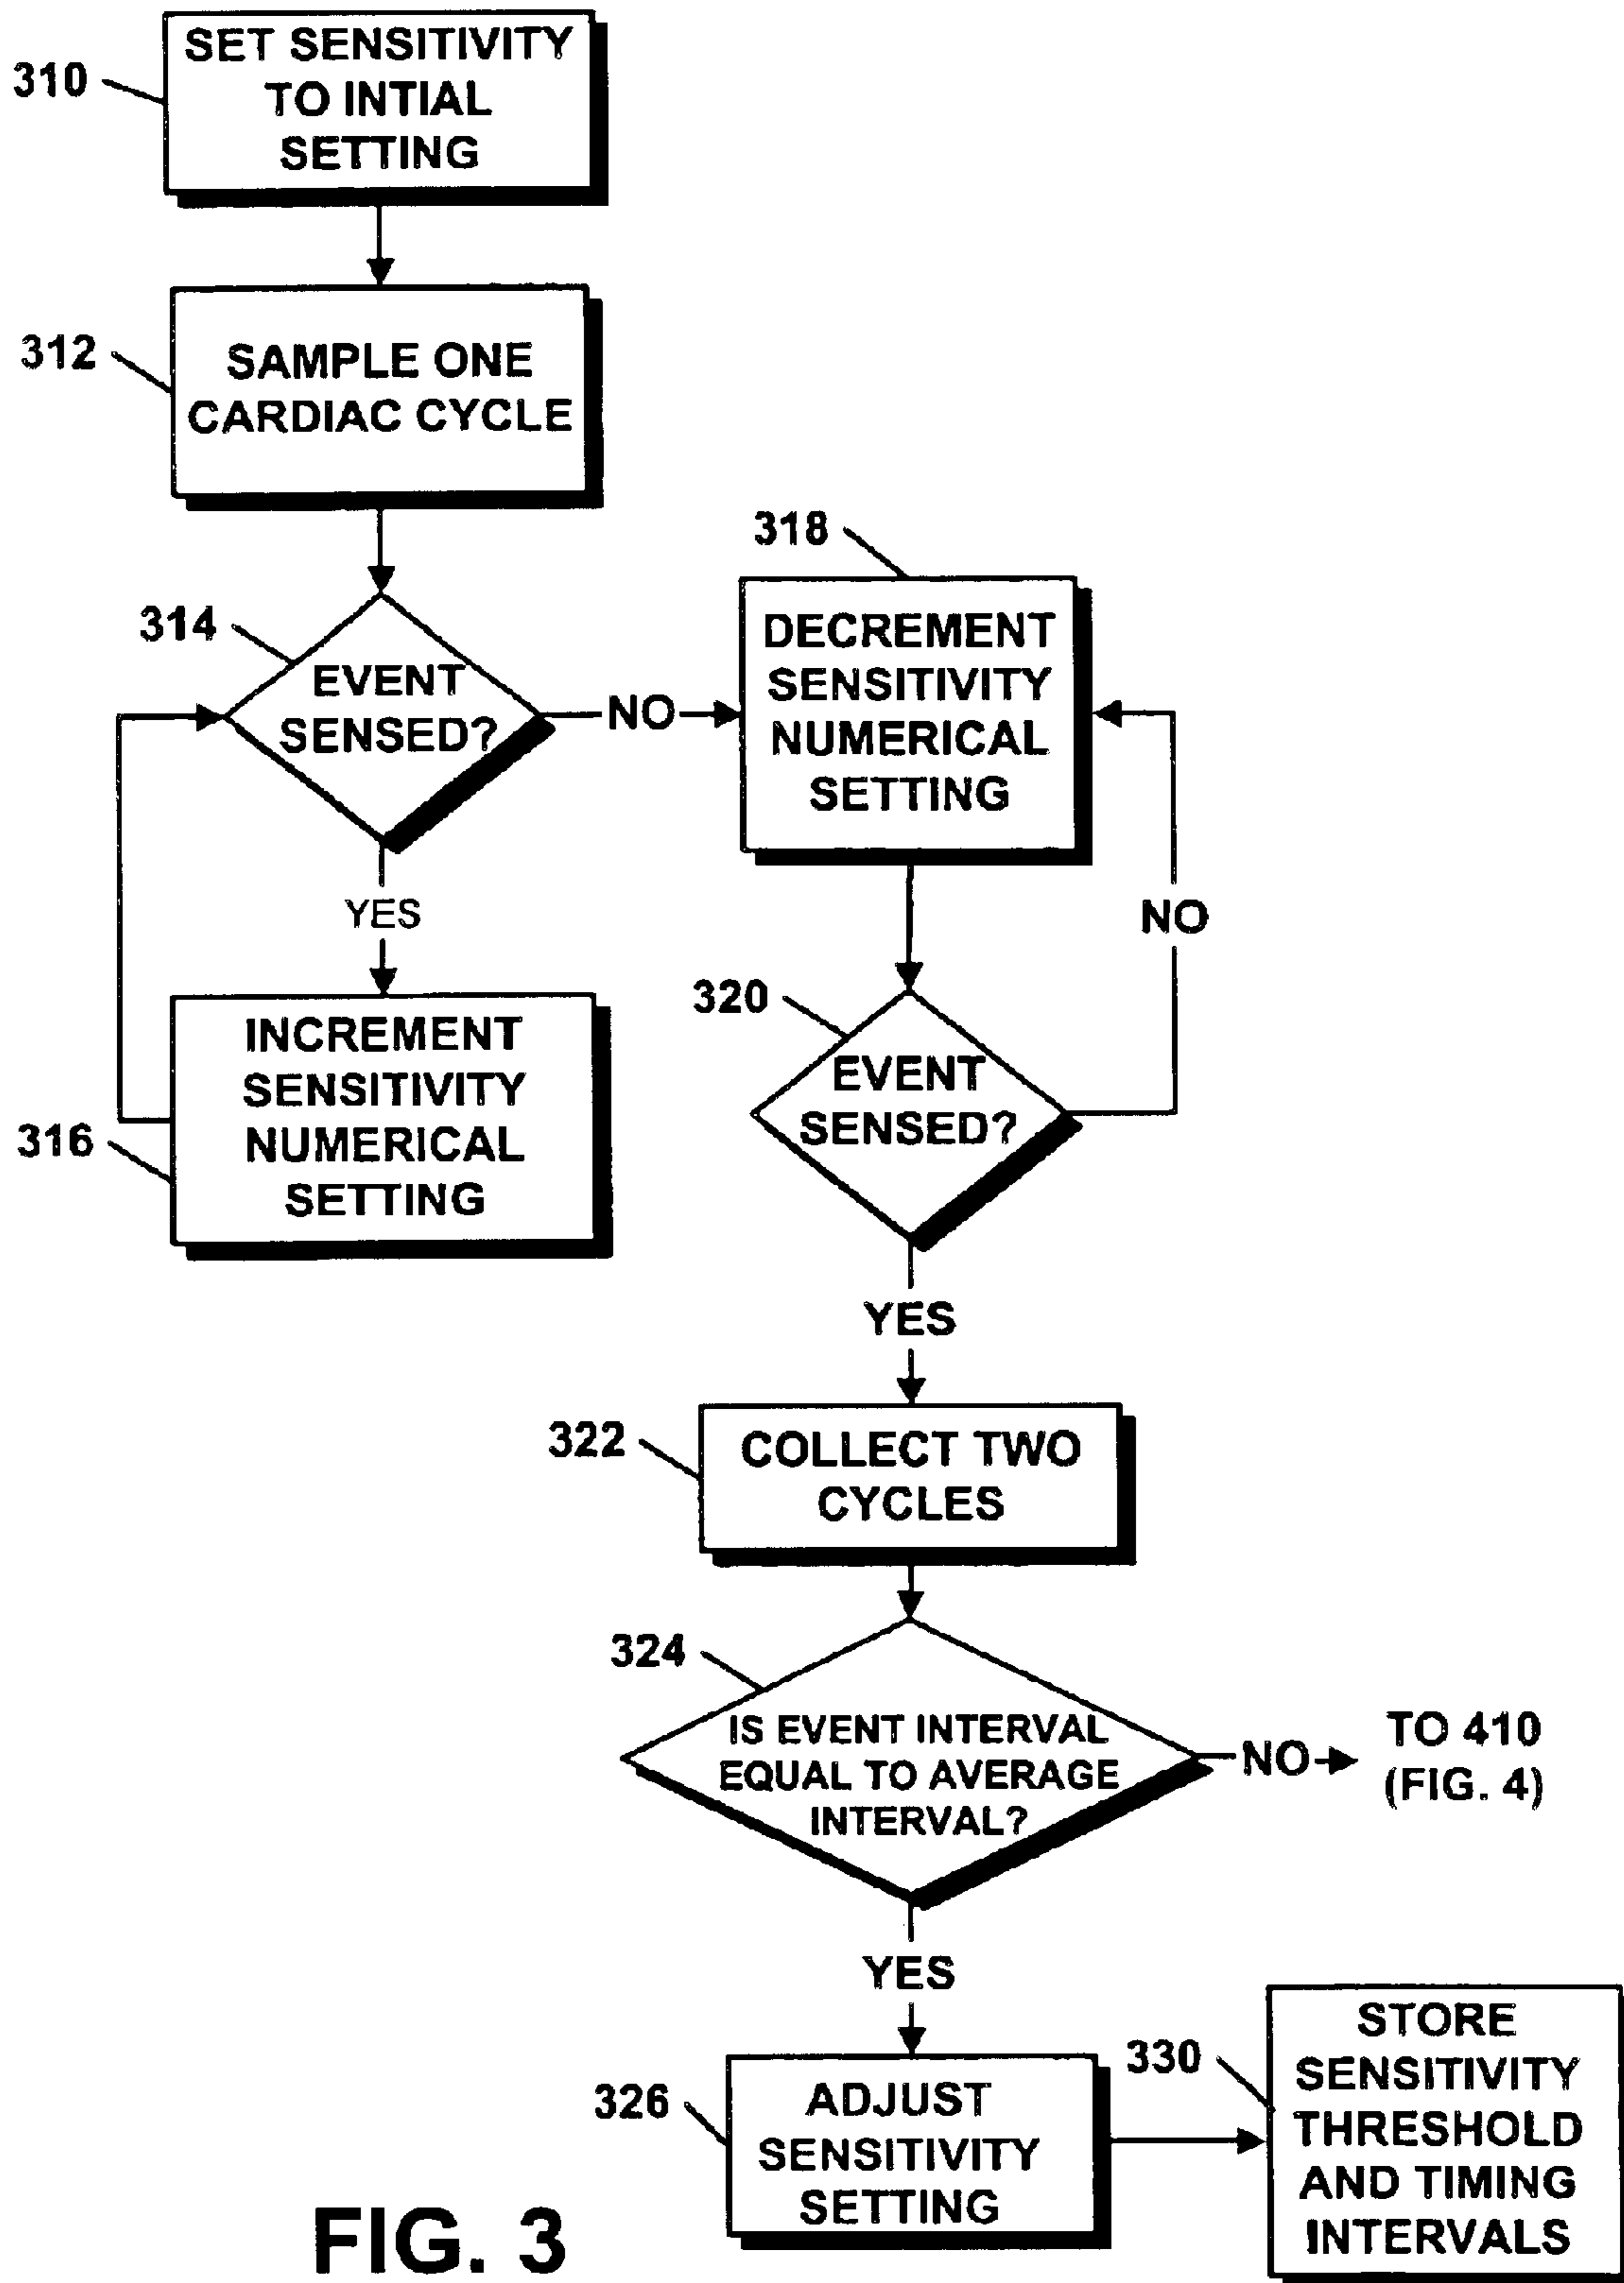 310
SET SENSITIVITY
TO INTIAL
SETTING
312
SAMPLE ONE
CARDIAC CYCLE
314
EVENT
SENSED?
NO
YES
316
INCREMENT
SENSITIVITY
NUMERICAL
SETTING
318
DECREMENT
SENSITIVITY
NUMERICAL
SETTING
NO
320
EVENT
SENSED?
YES
322
COLLECT TWO
CYCLES
324
IS EVENT INTERVAL
EQUAL TO AVERAGE
INTERVAL?
NO
TO 410
(FIG. 4)
YES
326
ADJUST
SENSITIVITY
SETTING
330
STORE
SENSITIVITY
THRESHOLD
AND TIMING
INTERVALS
FIG. 3